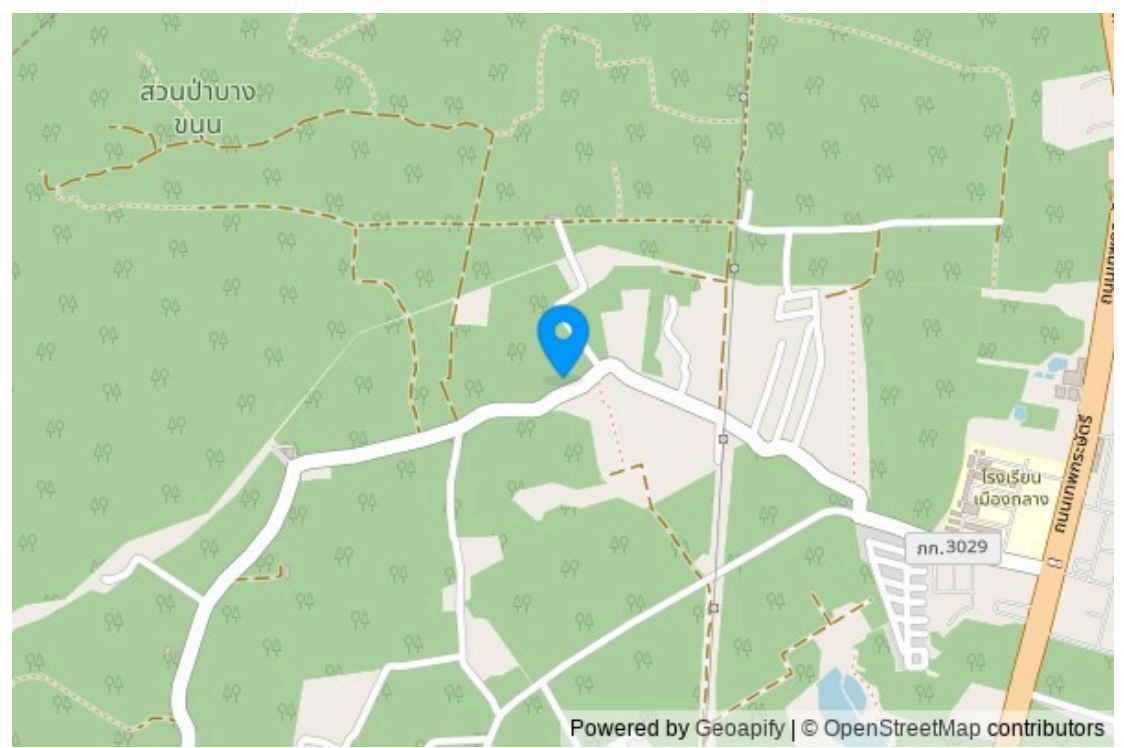 สวนป่าบาง
ขนุน
โรงเรียน
เมืองกลาง
ถนนเทพกระษัตรี
ภก.3029
Powered by Geoapify | © OpenStreetMap contributors